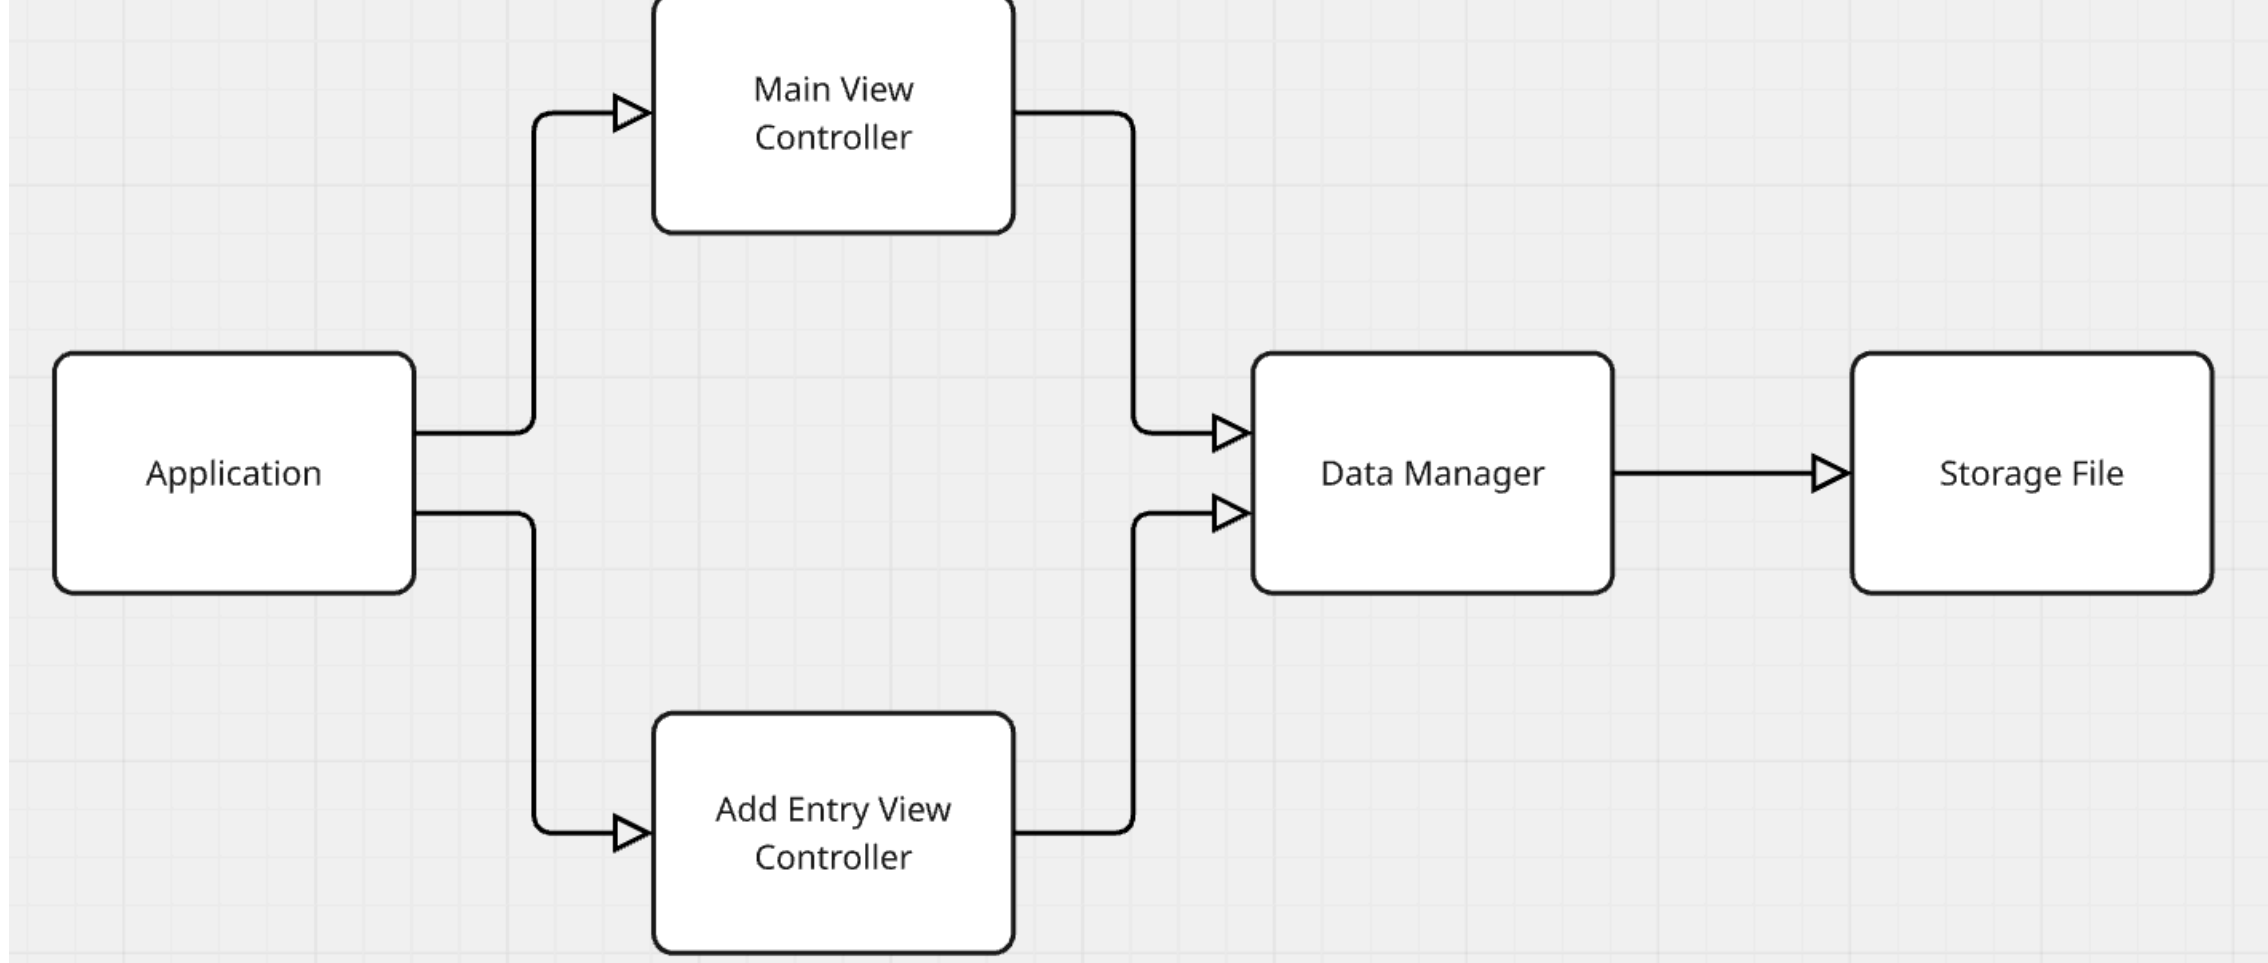 Main View
Controller
Application
Data Manager
Storage File
Add Entry View
Controller